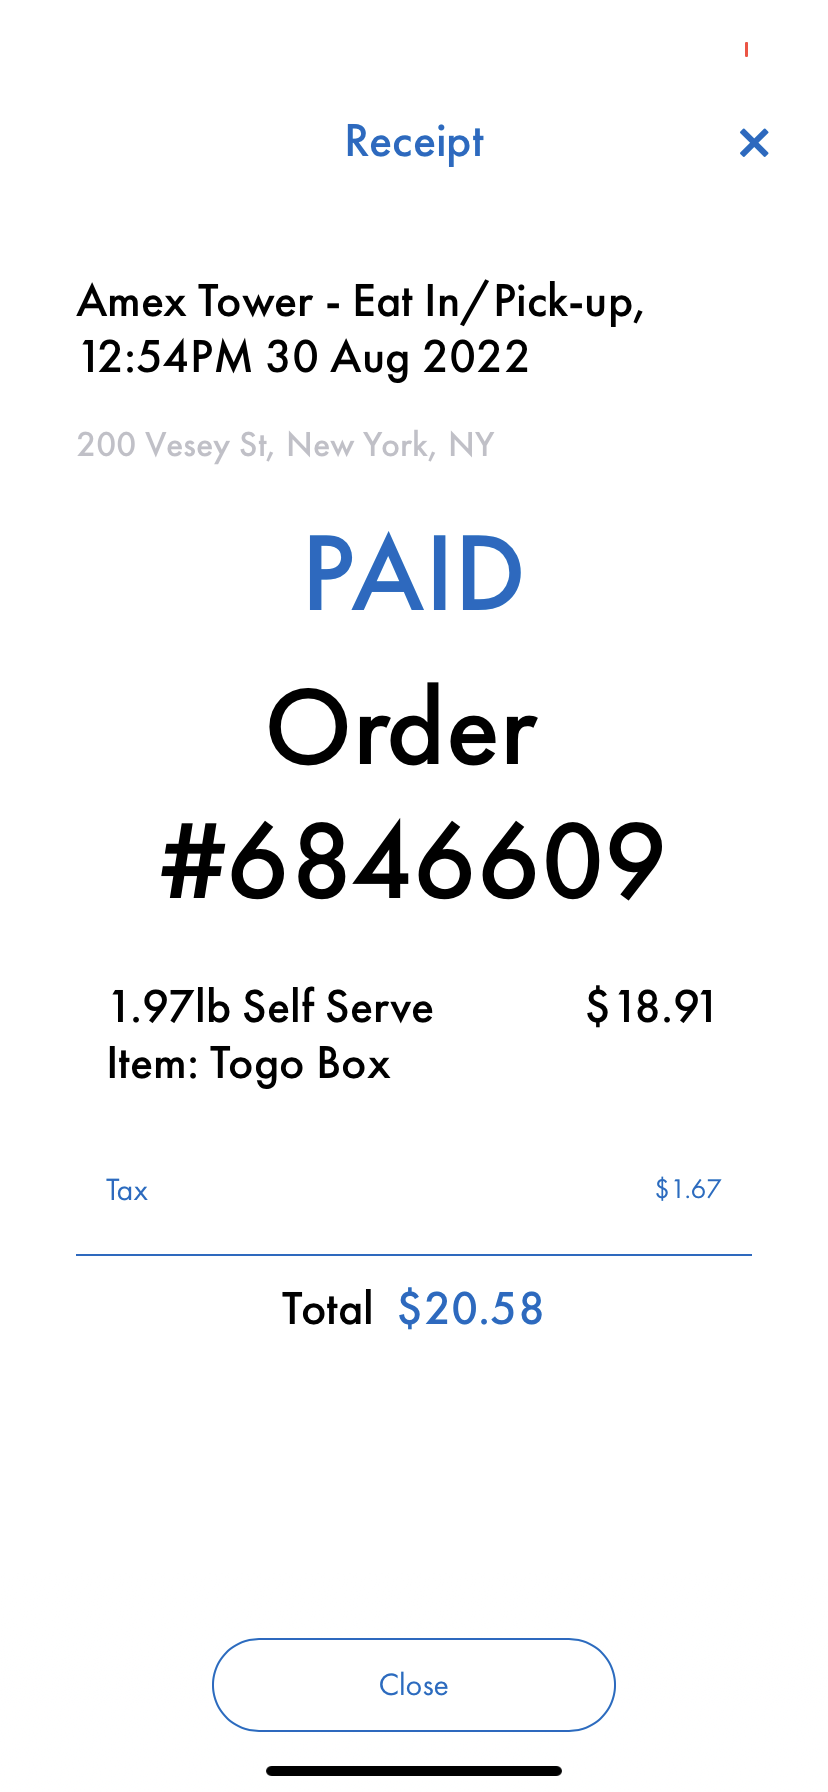 Receipt
Amex Tower - Eat In/Pick-up,
12:54PM 30 Aug 2022
200 Vesey St, New York, NY
PAID
Order
#6846609
1.97lb Self Serve $18.91
Item: Togo Box
Tax $1.67
Total $20.58
Close